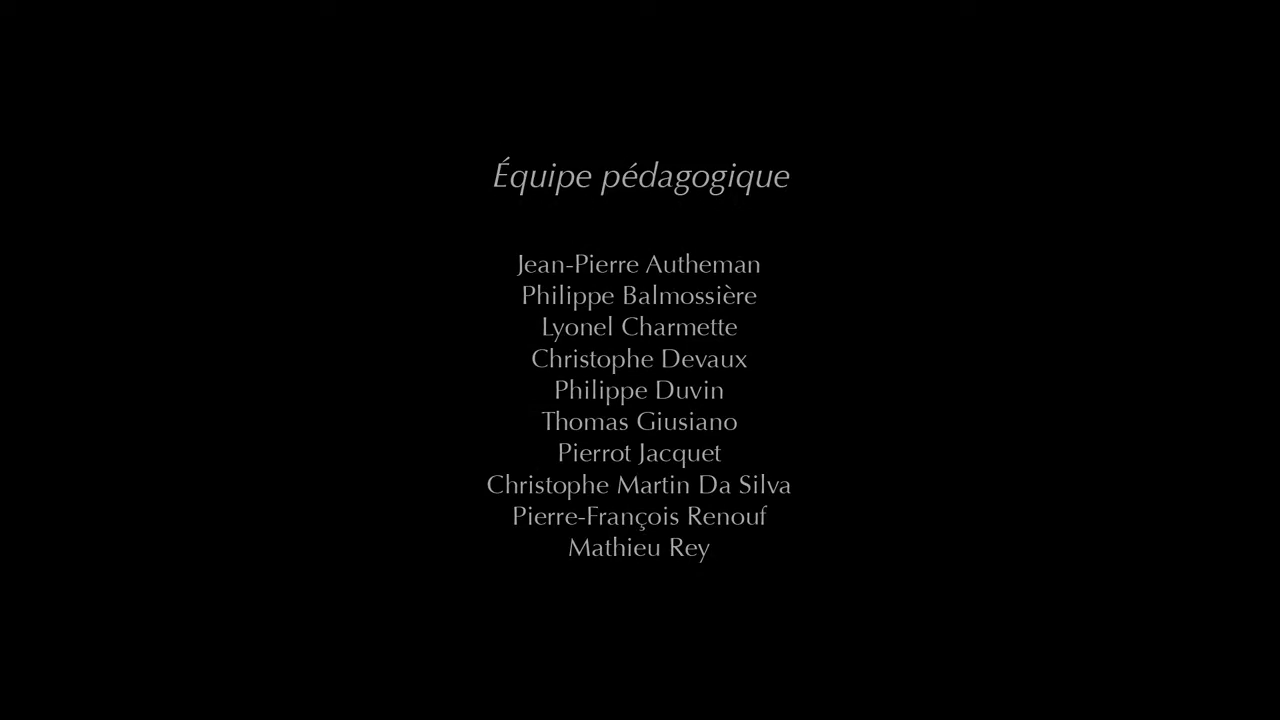 Équipe pédagogique
Jean-Pierre Autheman
Philippe Balmossière
Lyonel Charmette
Christophe Devaux
Philippe Duvin
Thomas Giusiano
Pierrot Jacquet
Christophe Martin Da Silva
Pierre-François Renouf
Mathieu Rey